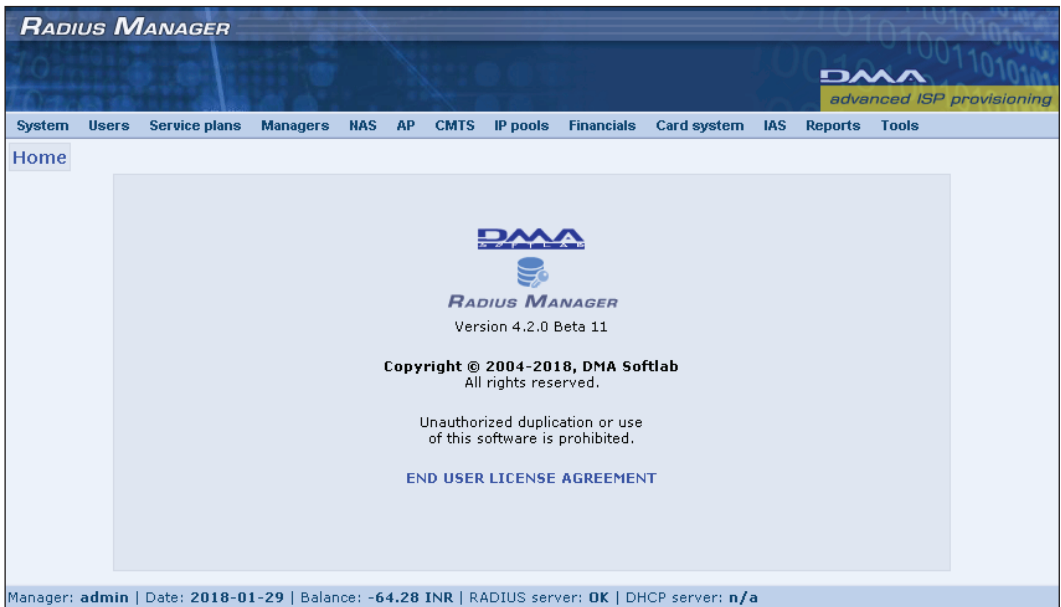 RADIUS MANAGER
DMA
advanced ISP provisioning
System Users Service plans Managers NAS AP CMTS IP pools Financials Card system IAS Reports Tools
Home
DMA
SOFTLAB
RADIUS MANAGER
Version 4.2.0 Beta 11
Copyright © 2004-2018, DMA Softlab
All rights reserved.
Unauthorized duplication or use
of this software is prohibited.
END USER LICENSE AGREEMENT
Manager: admin | Date: 2018-01-29 | Balance: -64.28 INR | RADIUS server: OK | DHCP server: n/a